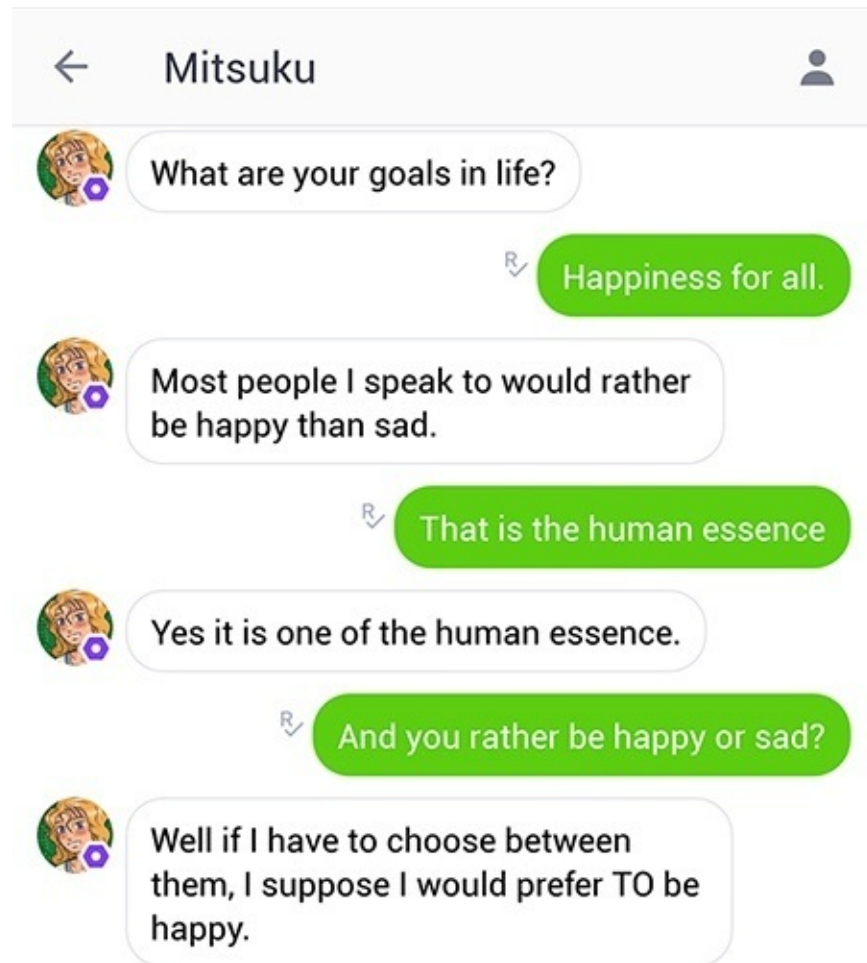 Mitsuku
What are your goals in life?
R
Happiness for all.
Most people I speak to would rather
be happy than sad.
R
That is the human essence
Yes it is one of the human essence.
R
And you rather be happy or sad?
Well if I have to choose between
them, I suppose I would prefer TO be
happy.